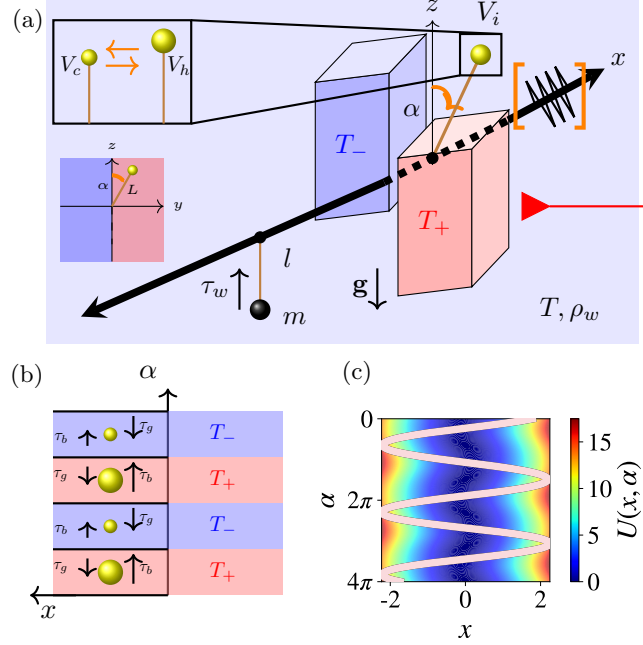 (a)
V_c
V_h
z
V_i
x
α
T_−
z
α
L
y
T_+
l
τ_w
m
g
T, ρ_w
(b)
α
τ_b
τ_g
T_−
τ_g
τ_b
T_+
τ_b
τ_g
T_−
τ_g
τ_b
T_+
x
(c)
0
2π
4π
α
−2
0
2
x
15
10
5
0
U(x, α)